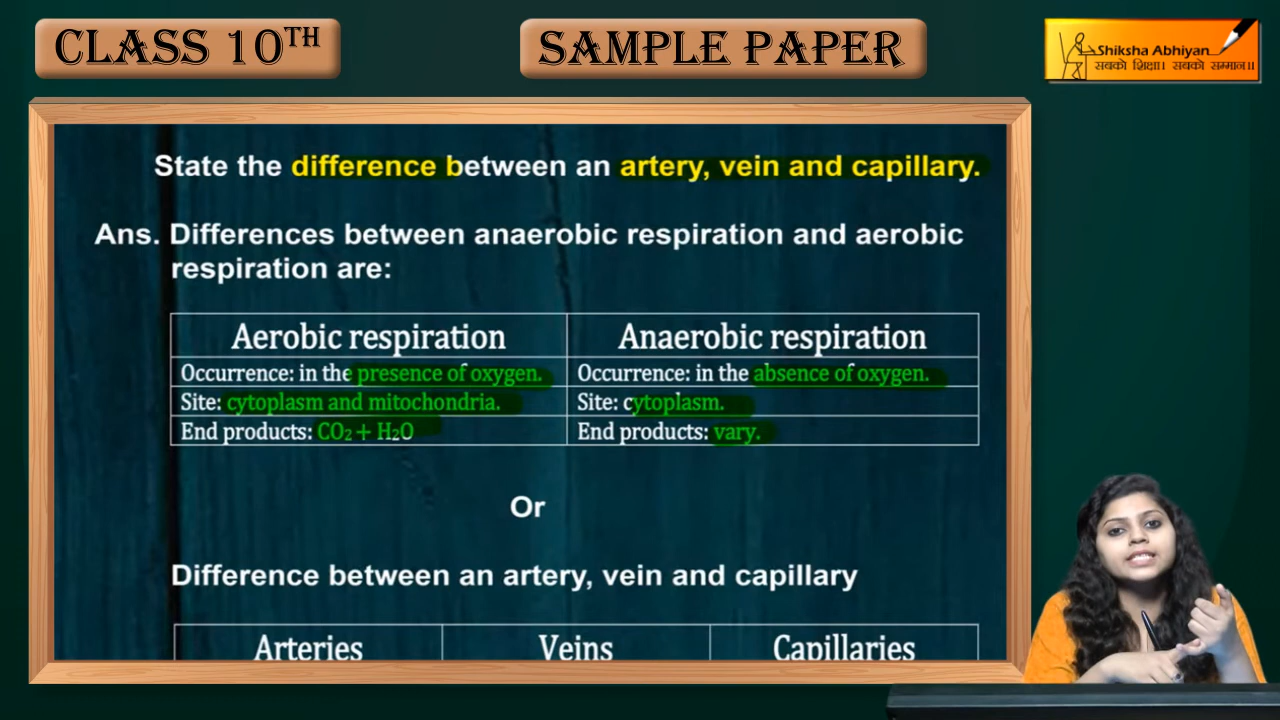 CLASS 10TH
SAMPLE PAPER
Shiksha Abhiyan
सबको शिक्षा। सबको सम्मान॥
State the difference between an artery, vein and capillary.
Ans. Differences between anaerobic respiration and aerobic
respiration are:
Aerobic respiration Anaerobic respiration
Occurrence: in the presence of oxygen. Occurrence: in the absence of oxygen.
Site: cytoplasm and mitochondria. Site: cytoplasm.
End products: CO₂ + H₂O End products: vary.
Or
Difference between an artery, vein and capillary
Arteries Veins Capillaries